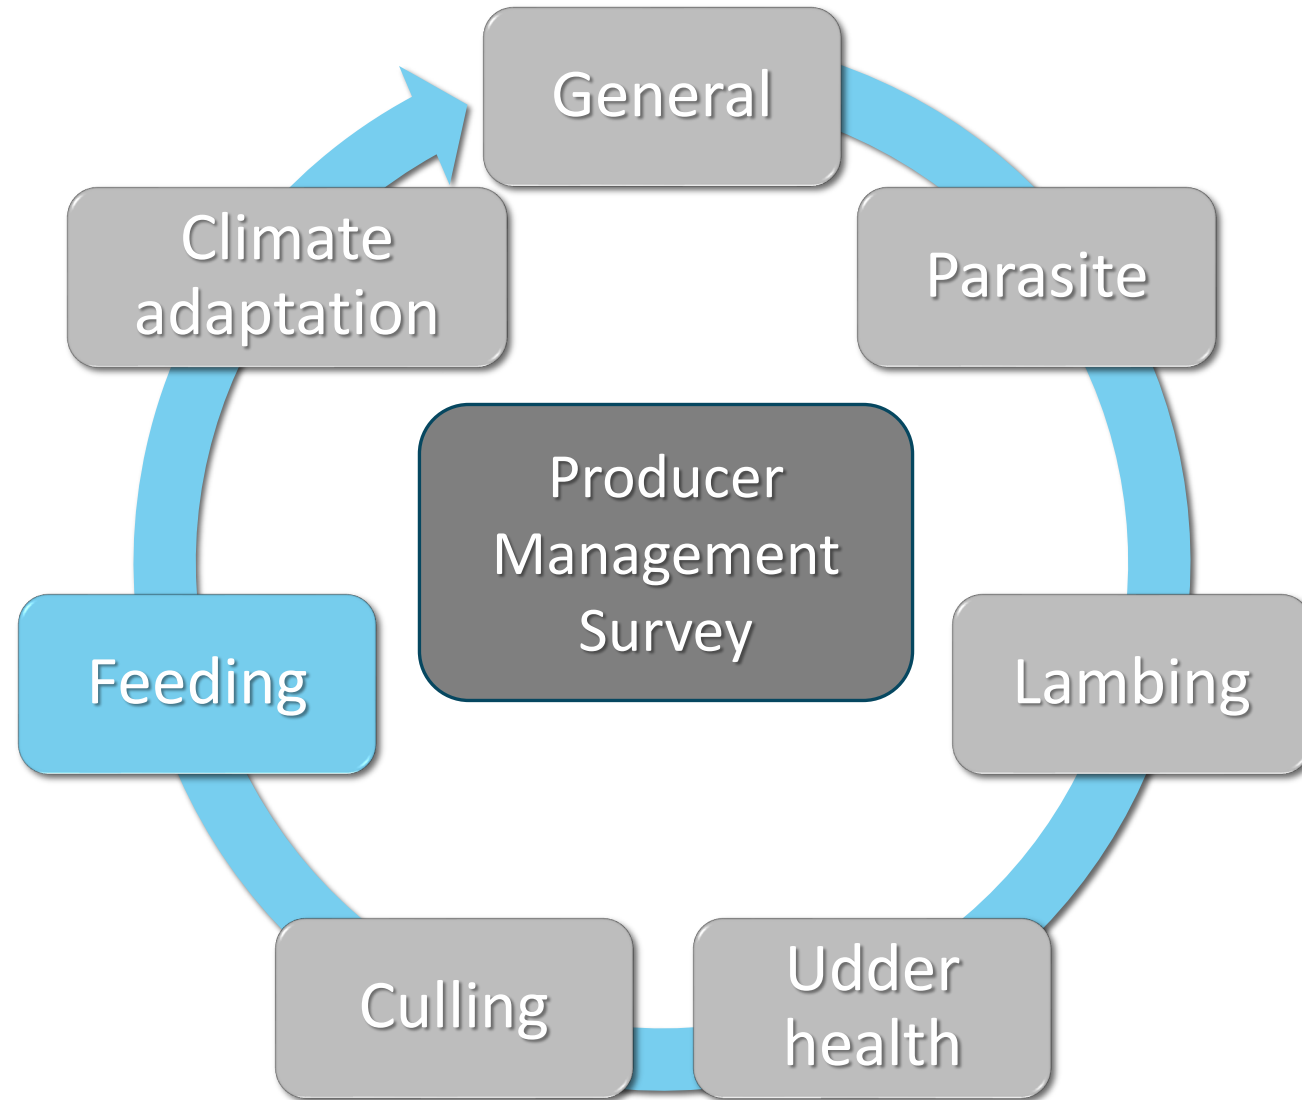 General
Climate
adaptation
Parasite
Producer
Management
Survey
Feeding
Lambing
Culling
Udder
health